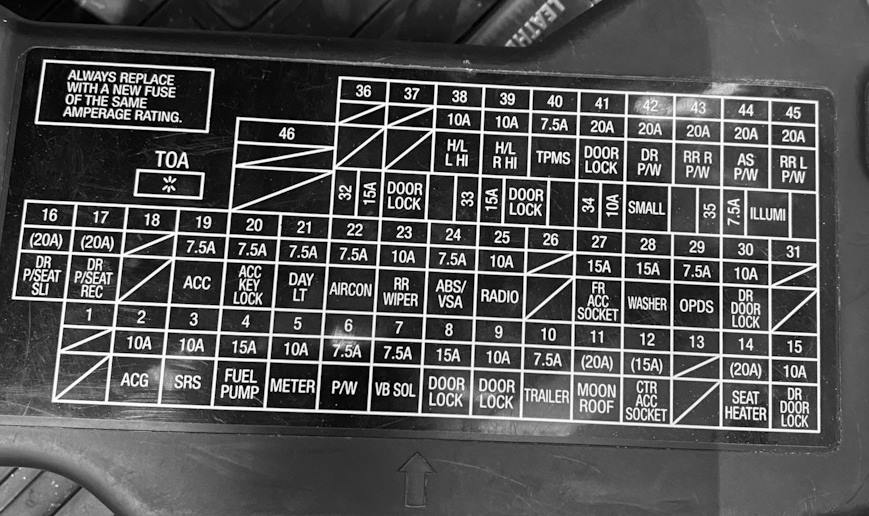 LEATHE
ALWAYS REPLACE
WITH A NEW FUSE
OF THE SAME
AMPERAGE RATING.
TOA
36 37 38 39 40 41 42 43 44 45
10A 10A 7.5A 20A 20A 20A 20A 20A
H/L L HI H/L R HI TPMS DOOR LOCK DR P/W RR R P/W AS P/W RR L P/W
46
32 15A DOOR LOCK 33 15A DOOR LOCK 34 10A SMALL 35 7.5A ILLUMI
16 17 18 19 20 21 22 23 24 25 26 27 28 29 30 31
(20A) (20A) 7.5A 7.5A 7.5A 7.5A 10A 7.5A 10A 15A 15A 7.5A 10A
DR P/SEAT SLI DR P/SEAT REC ACC ACC KEY LOCK DAY LT AIRCON RR WIPER ABS/ VSA RADIO FR ACC SOCKET WASHER OPDS DR DOOR LOCK
1 2 3 4 5 6 7 8 9 10 11 12 13 14 15
10A 10A 15A 10A 7.5A 7.5A 15A 10A 7.5A (20A) (15A) (20A) 10A
ACG SRS FUEL PUMP METER P/W VB SOL DOOR LOCK DOOR LOCK TRAILER MOON ROOF CTR ACC SOCKET SEAT HEATER DR DOOR LOCK